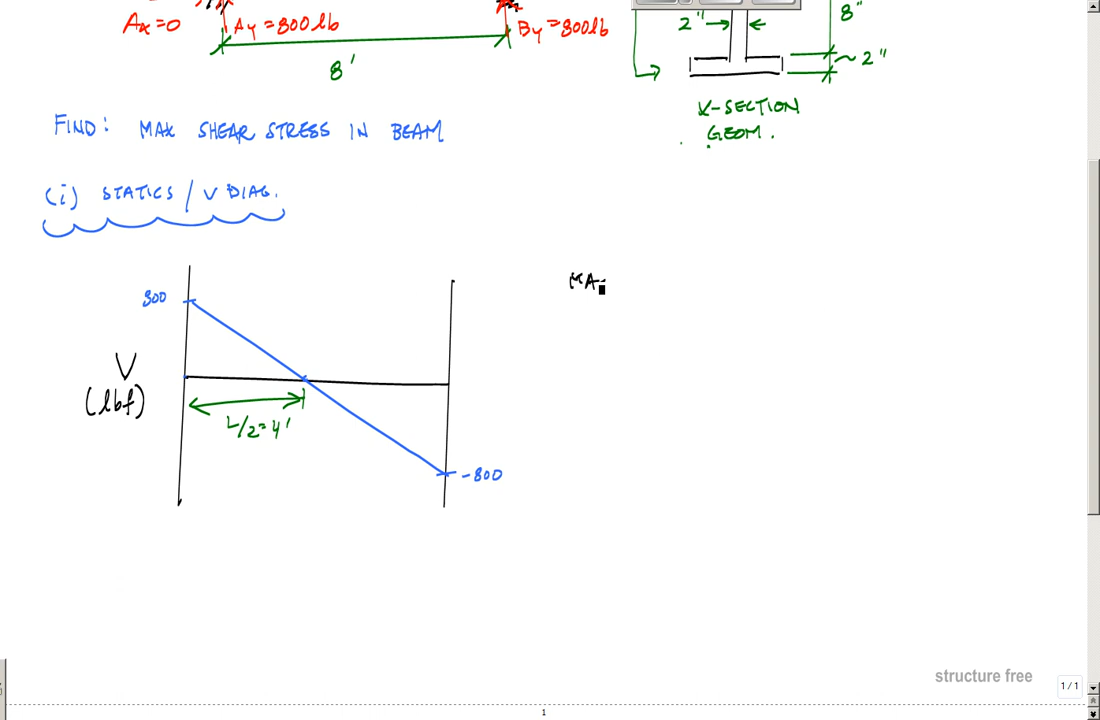 Ax=0 Ay=800lb By=800lb
8'
2"
8"
~2"
X-SECTION
GEOM.
FIND: MAX SHEAR STRESS IN BEAM
(i) STATICS / V DIAG.
800
V
(lbf)
L/2=4'
-800
MA
structure free
1/1
1